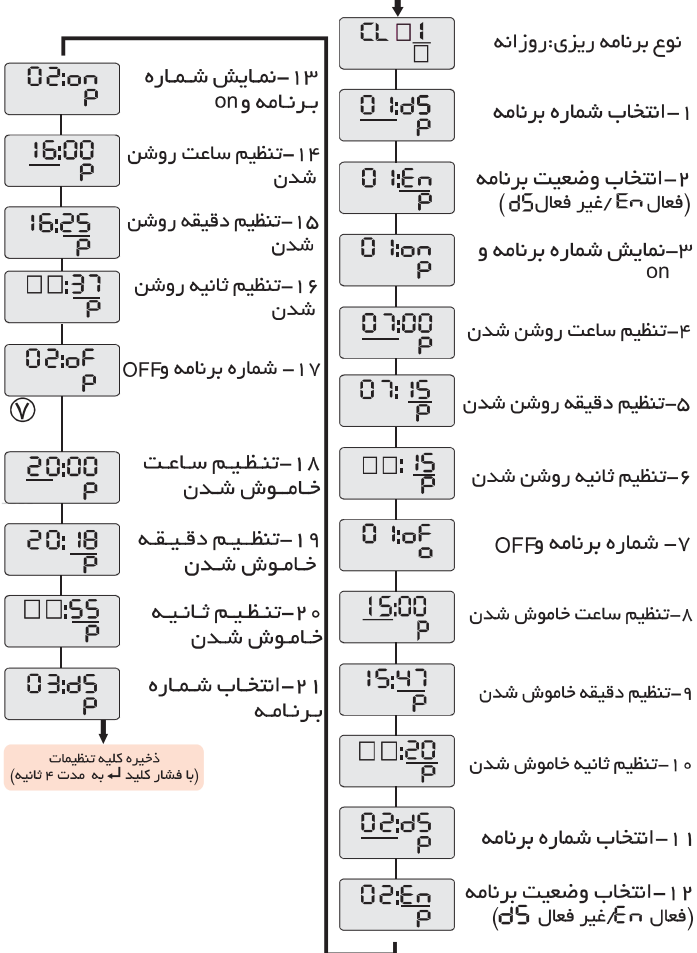 CL □1
□
نوع برنامه ریزی:روزانه
01:dS
P
۱-انتخاب شماره برنامه
01:En
P
۲-انتخاب وضعیت برنامه
(فعال En/غیر فعال dS)
01:on
P
۳-نمایش شماره برنامه و
on
07:00
P
۴-تنظیم ساعت روشن شدن
07:15
P
۵-تنظیم دقیقه روشن شدن
□□:15
P
۶-تنظیم ثانیه روشن شدن
01:oF
o
۷- شماره برنامه وOFF
15:00
P
۸-تنظیم ساعت خاموش شدن
15:47
P
۹-تنظیم دقیقه خاموش شدن
□□:20
P
۱۰-تنظیم ثانیه خاموش شدن
02:dS
P
۱۱-انتخاب شماره برنامه
02:En
P
۱۲-انتخاب وضعیت برنامه
(فعال En/غیر فعال dS)
02:on
P
۱۳-نمایش شماره
برنامه و on
16:00
P
۱۴-تنظیم ساعت روشن
شدن
16:25
P
۱۵-تنظیم دقیقه روشن
شدن
□□:37
P
۱۶-تنظیم ثانیه روشن
شدن
02:oF
P
۱۷- شماره برنامه وOFF
۷
20:00
P
۱۸-تنظیم ساعت
خاموش شدن
20:18
P
۱۹-تنظیم دقیقه
خاموش شدن
□□:55
P
۲۰-تنظیم ثانیه
خاموش شدن
03:dS
P
۲۱-انتخاب شماره
برنامه
ذخیره کلیه تنظیمات
(با فشار کلید ↵ به مدت ۴ ثانیه)